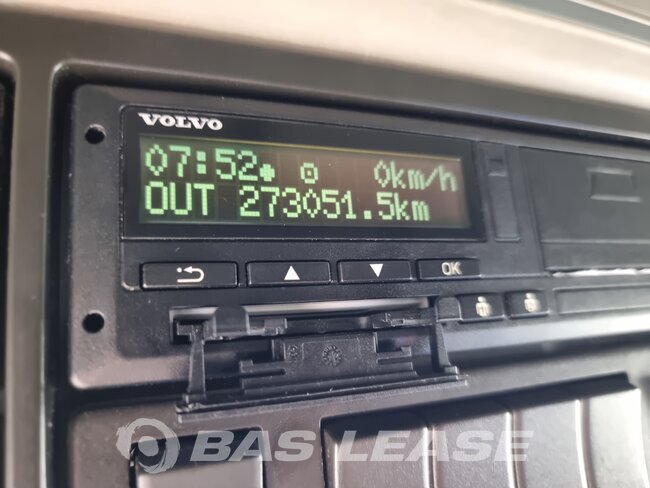 VOLVO
07:52 0km/h
OUT 273051.5km
OK
BAS LEASE